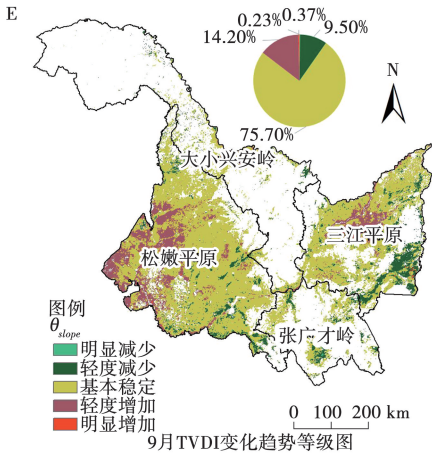 E
0.23% 0.37%
14.20% 9.50%
75.70%
N
大小兴安岭
三江平原
松嫩平原
张广才岭
图例
θslope
明显减少
轻度减少
基本稳定
轻度增加
明显增加
0 100 200 km
9月TVDI变化趋势等级图